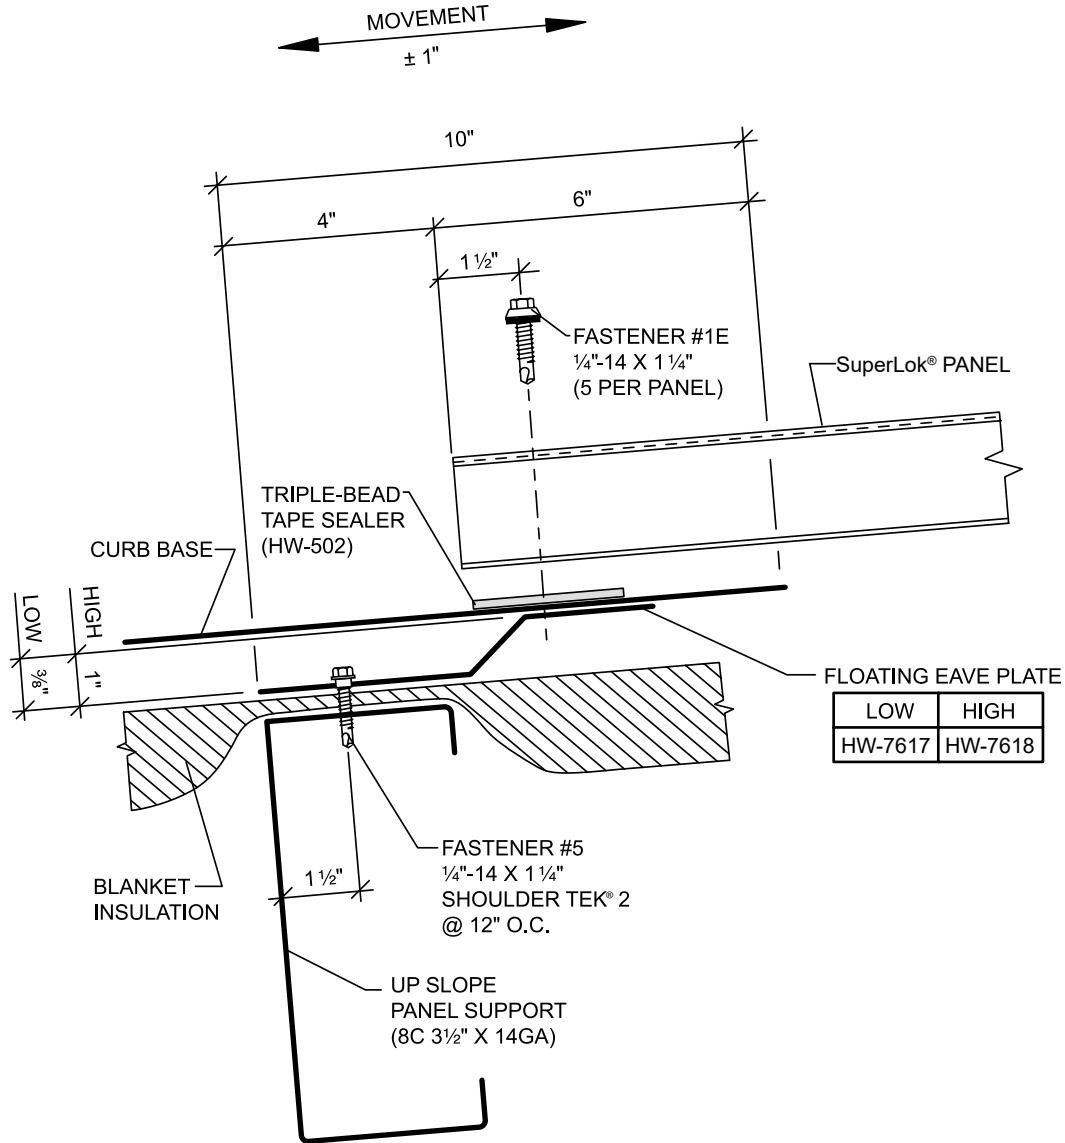 MOVEMENT
± 1"
10"
4"
6"
1 ½"
FASTENER #1E
¼"-14 X 1 ¼"
(5 PER PANEL)
SuperLok® PANEL
TRIPLE-BEAD
TAPE SEALER
(HW-502)
CURB BASE
LOW
HIGH
⅜"
1"
FLOATING EAVE PLATE
LOW HIGH
HW-7617 HW-7618
FASTENER #5
¼"-14 X 1 ¼"
SHOULDER TEK® 2
@ 12" O.C.
1 ½"
BLANKET
INSULATION
UP SLOPE
PANEL SUPPORT
(8C 3½" X 14GA)